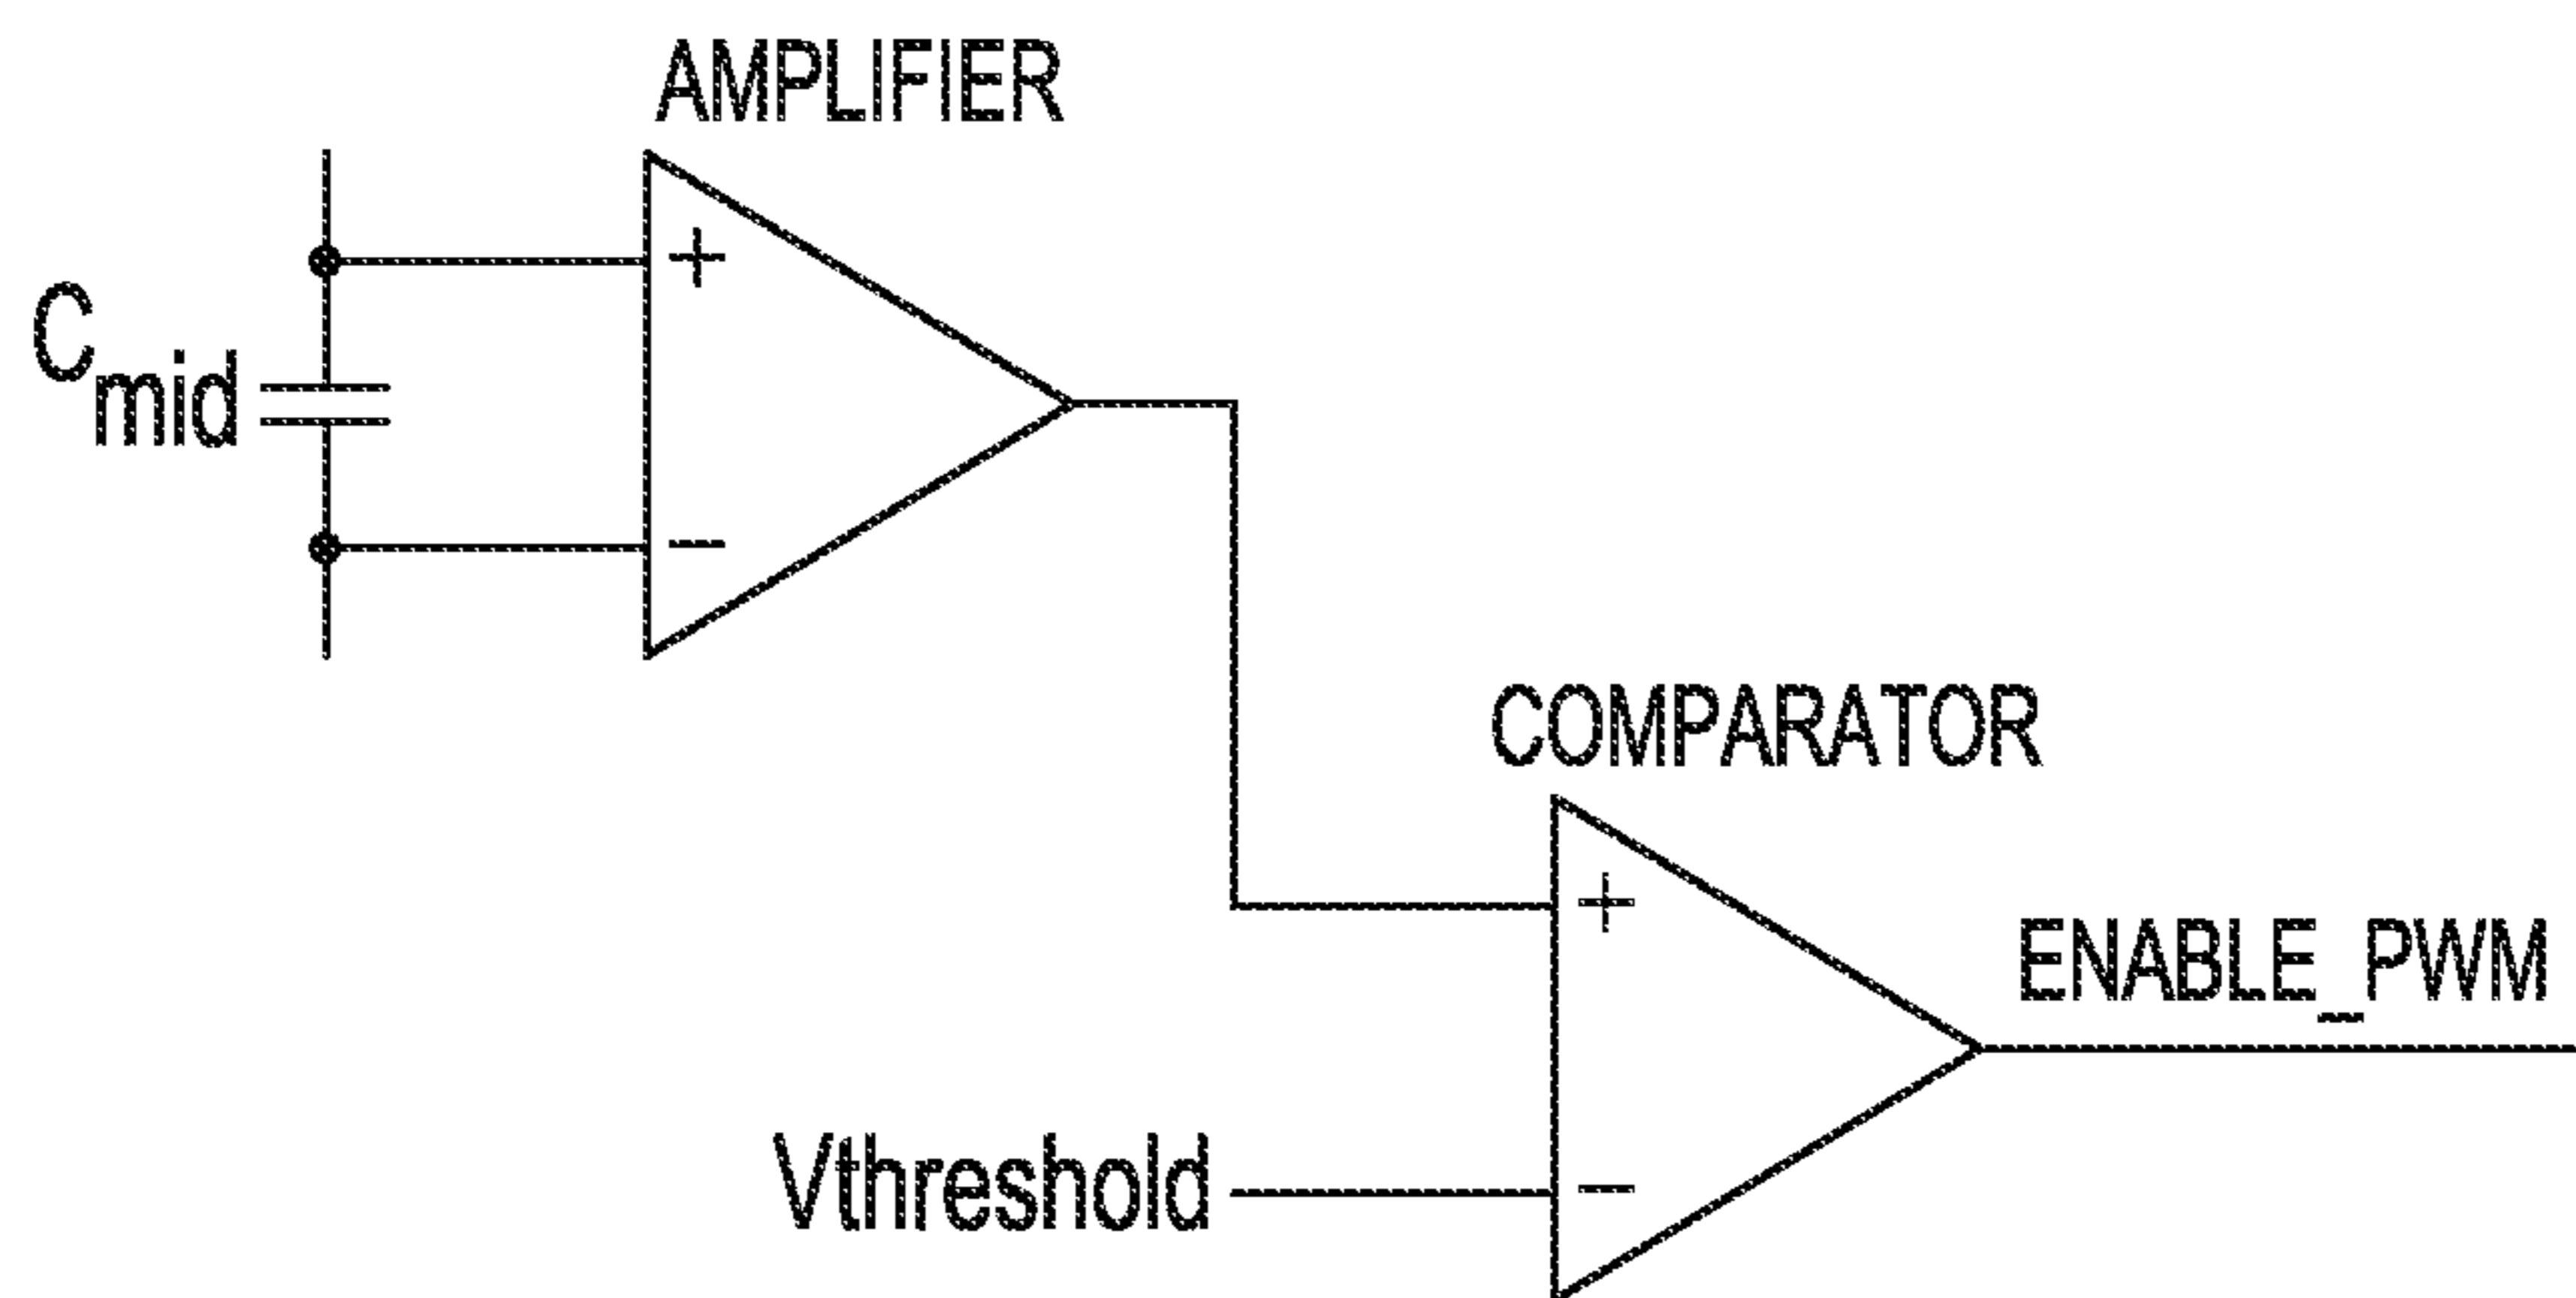 AMPLIFIER
+
C_mid
−
COMPARATOR
+
ENABLE_PWM
Vthreshold
−